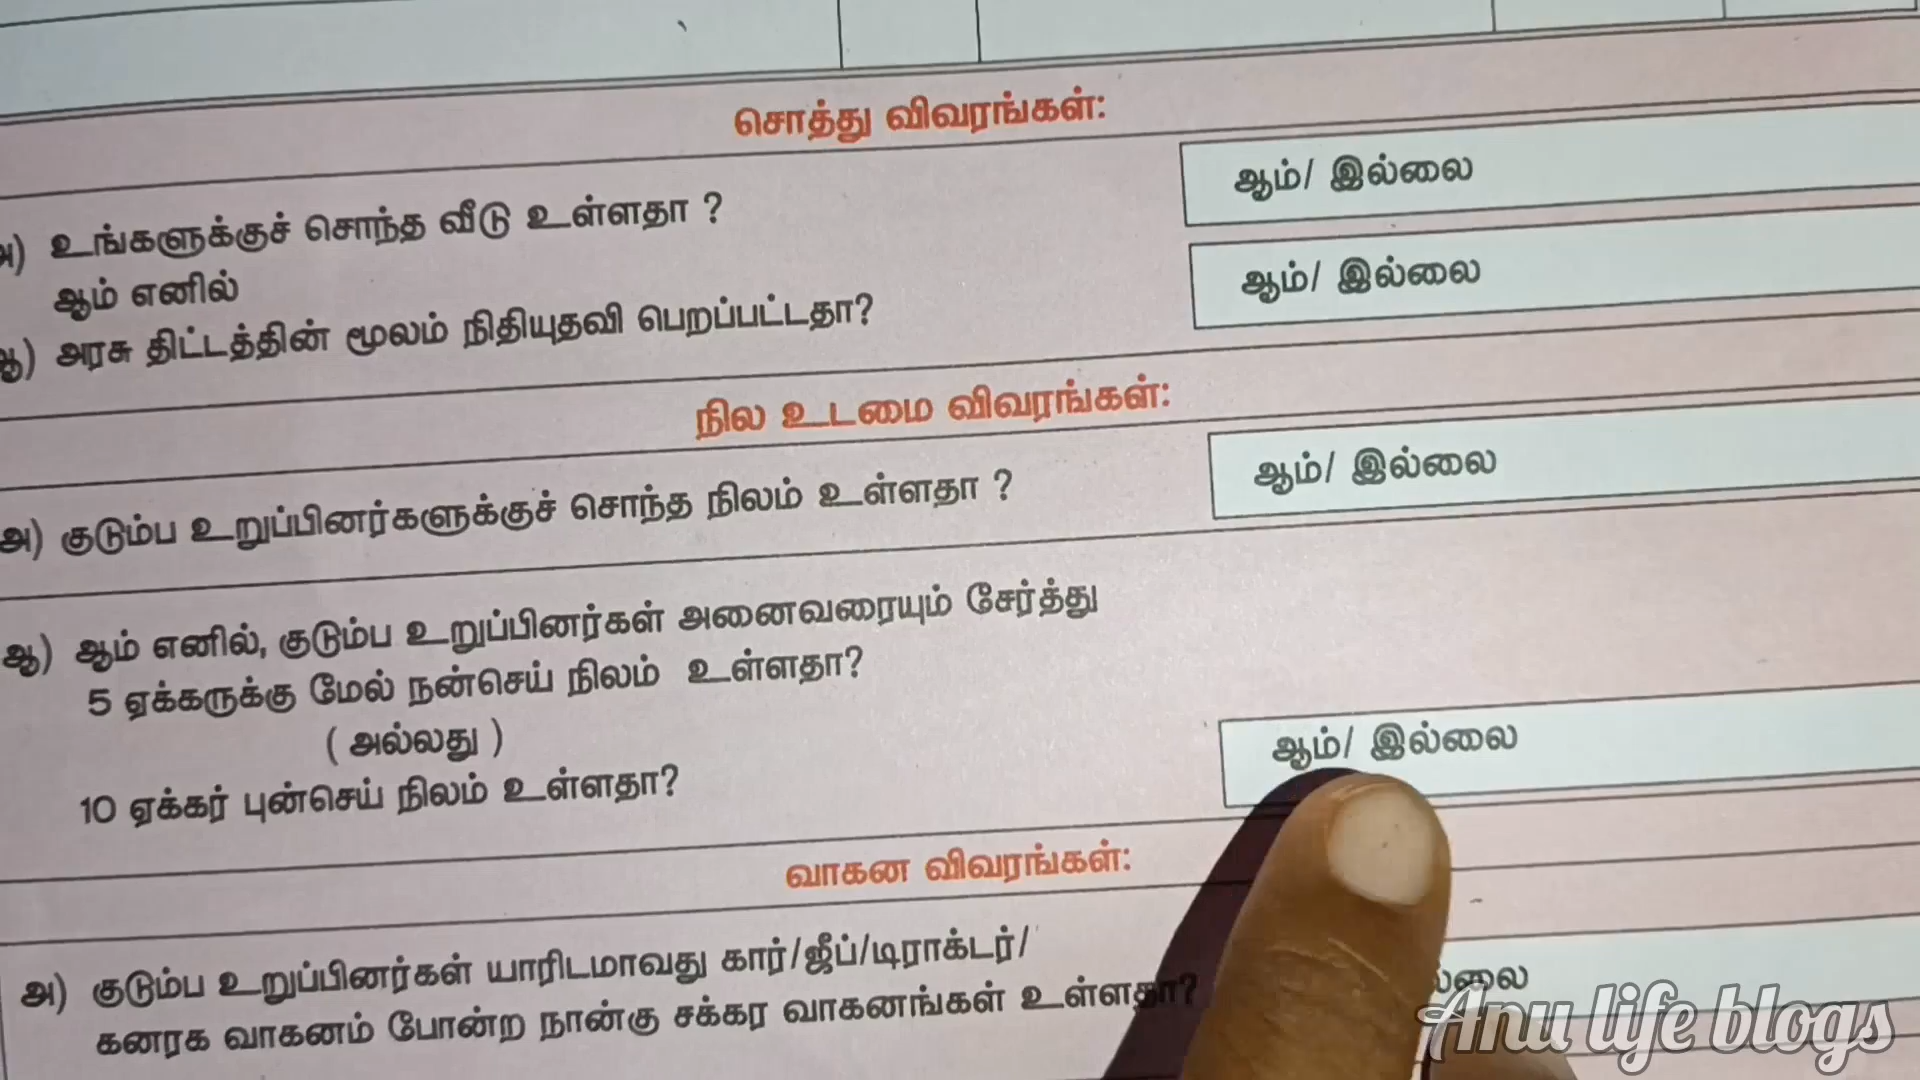 சொத்து விவரங்கள்:
அ) உங்களுக்குச் சொந்த வீடு உள்ளதா ? ஆம்/ இல்லை
ஆம் எனில்
ஆ) அரசு திட்டத்தின் மூலம் நிதியுதவி பெறப்பட்டதா? ஆம்/ இல்லை
நில உடமை விவரங்கள்:
அ) குடும்ப உறுப்பினர்களுக்குச் சொந்த நிலம் உள்ளதா ? ஆம்/ இல்லை
ஆ) ஆம் எனில், குடும்ப உறுப்பினர்கள் அனைவரையும் சேர்த்து
5 ஏக்கருக்கு மேல் நன்செய் நிலம் உள்ளதா?
( அல்லது ) ஆம்/ இல்லை
10 ஏக்கர் புன்செய் நிலம் உள்ளதா?
வாகன விவரங்கள்:
அ) குடும்ப உறுப்பினர்கள் யாரிடமாவது கார்/ஜீப்/டிராக்டர்/
கனரக வாகனம் போன்ற நான்கு சக்கர வாகனங்கள் உள்ளதா?
Anu life blogs